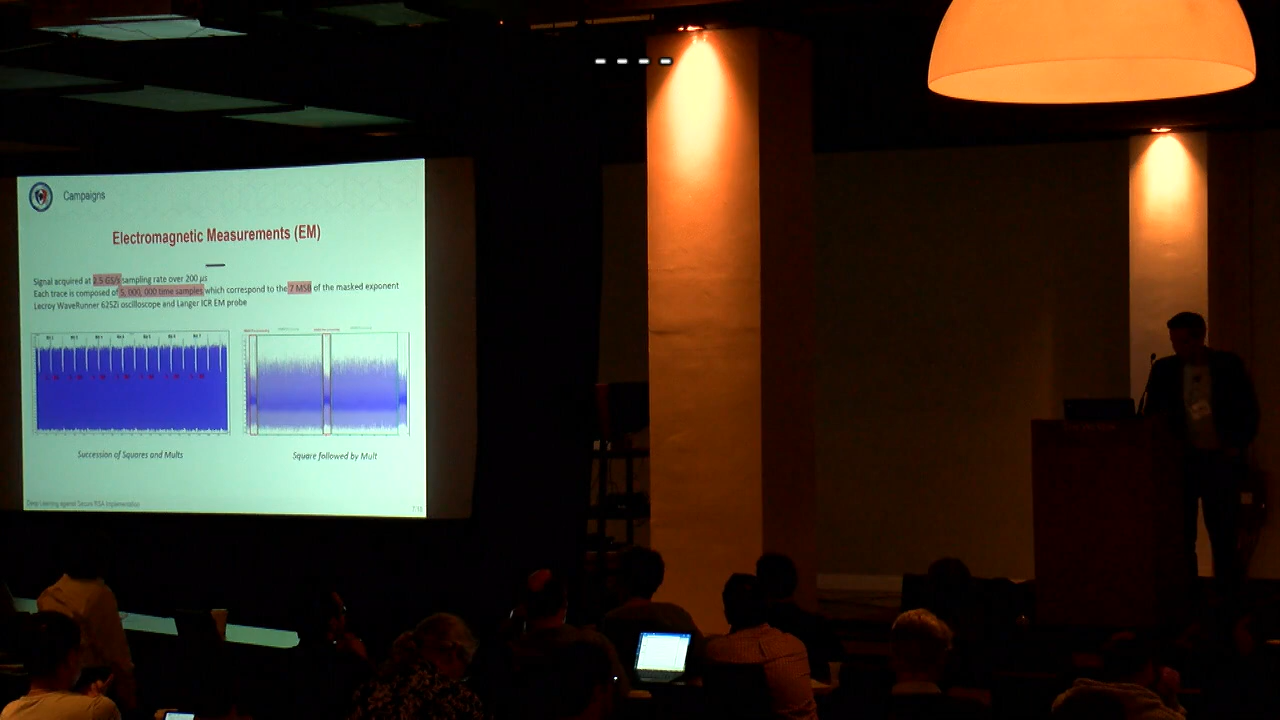 Campaigns
Electromagnetic Measurements (EM)
Signal acquired at 2.5 GS/s sampling rate over 200 µs
Each trace is composed of 5, 000, 000 time samples which correspond to the 7 MSB of the masked exponent
Lecroy WaveRunner 625Zi oscilloscope and Langer ICR EM probe
Succession of Squares and Mults
Square followed by Mult
Deep Learning against Secure RSA Implementation